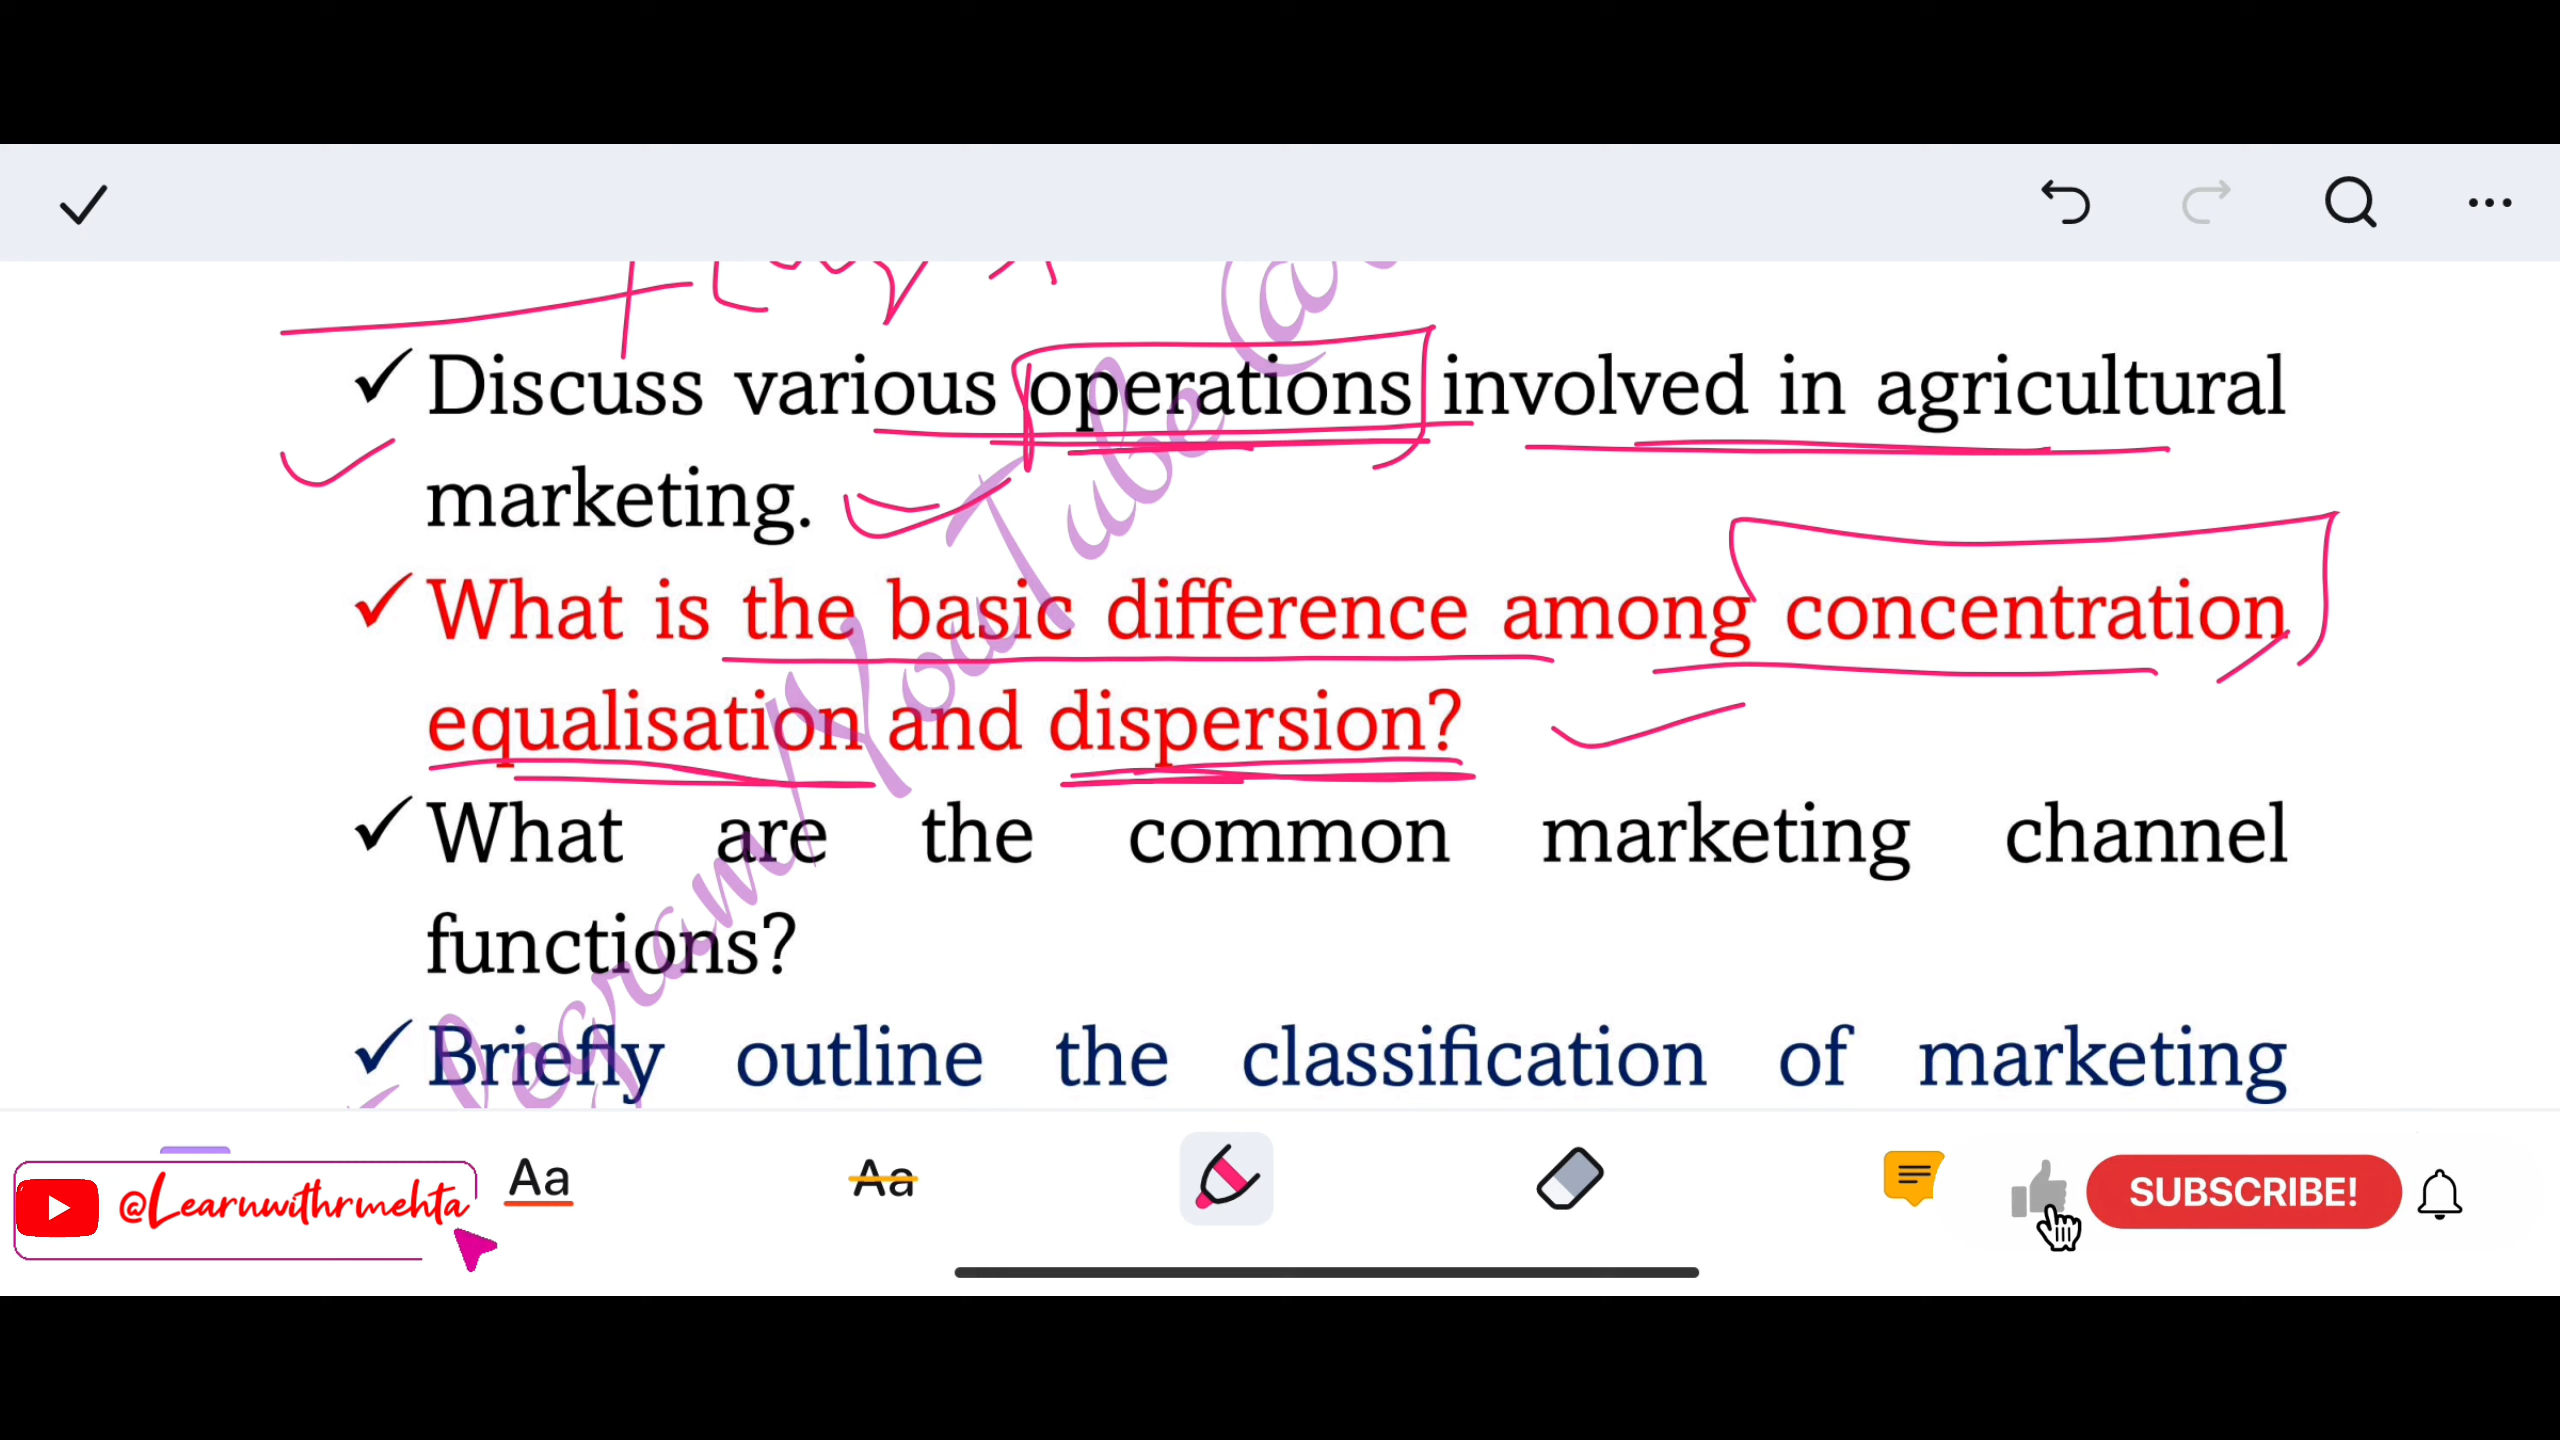 Discuss various operations involved in agricultural
marketing.
What is the basic difference among concentration
equalisation and dispersion?
What are the common marketing channel
functions?
Briefly outline the classification of marketing
YouTube @
@Learnwithrmehta
Aa
Aa
SUBSCRIBE!